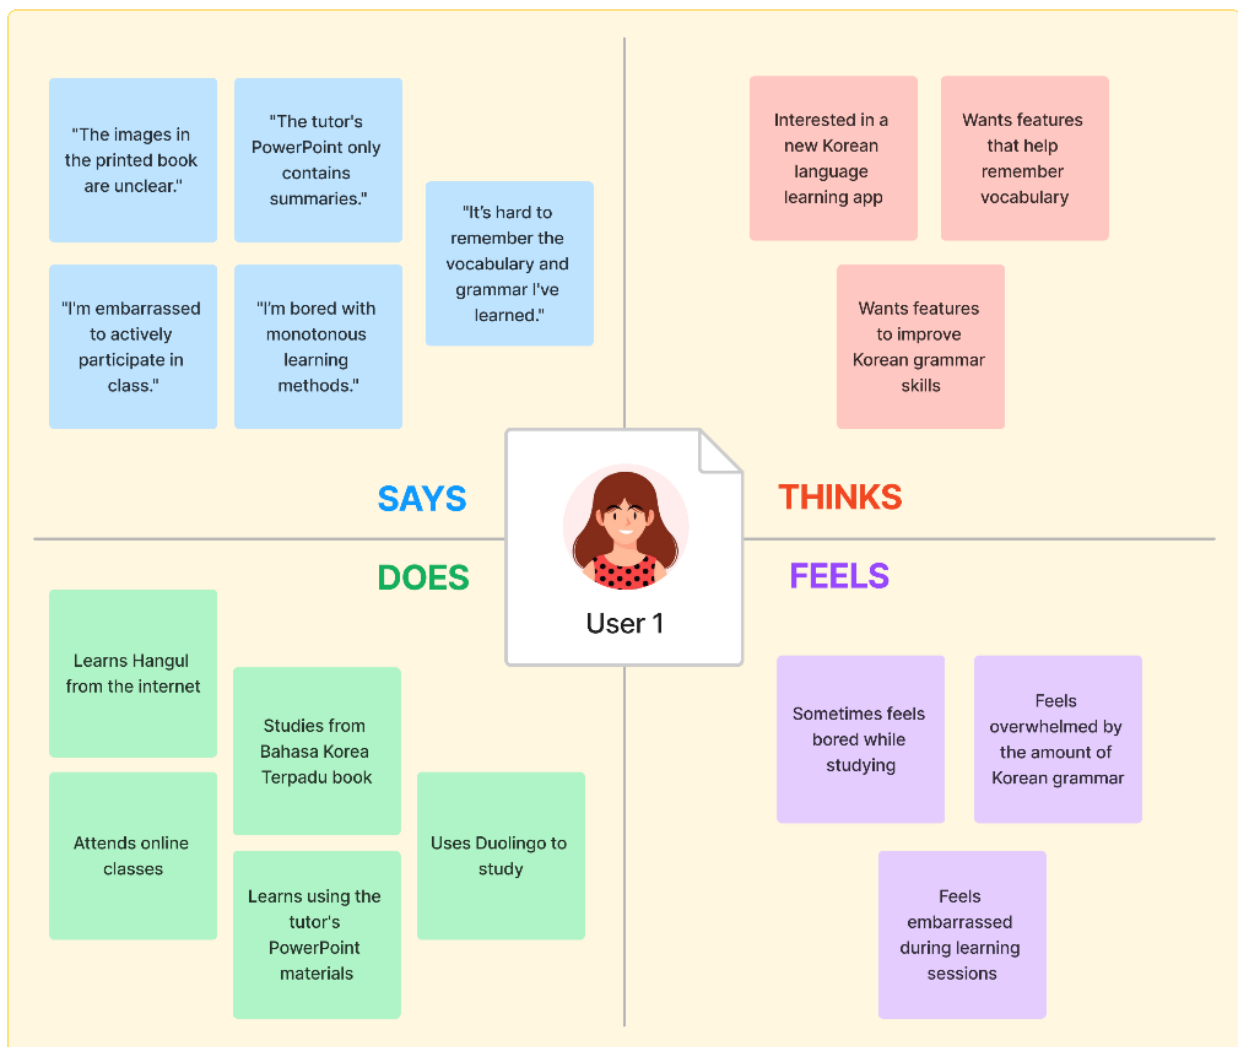 "The images in
the printed book
are unclear."
"The tutor's
PowerPoint only
contains
summaries."
"It's hard to
remember the
vocabulary and
grammar I've
learned."
"I'm embarrassed
to actively
participate in
class."
"I'm bored with
monotonous
learning
methods."
SAYS
Interested in a
new Korean
language
learning app
Wants features
that help
remember
vocabulary
Wants features
to improve
Korean grammar
skills
THINKS
User 1
DOES
Learns Hangul
from the internet
Studies from
Bahasa Korea
Terpadu book
Attends online
classes
Learns using the
tutor's
PowerPoint
materials
Uses Duolingo to
study
FEELS
Sometimes feels
bored while
studying
Feels
overwhelmed by
the amount of
Korean grammar
Feels
embarrassed
during learning
sessions